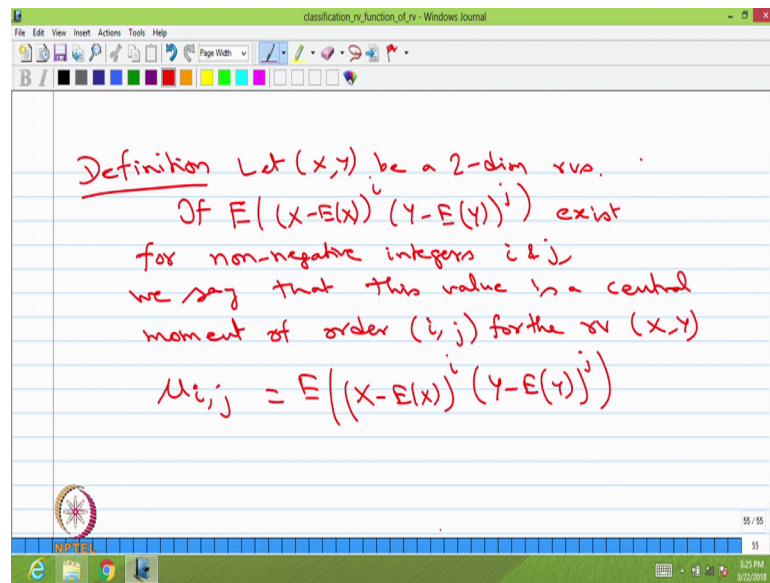 classification_rv_function_of_rv - Windows Journal
File Edit View Insert Actions Tools Help
Page Width
B I
Definition Let (X,Y) be a 2-dim rvs.
If E((X-E(X))^i (Y-E(Y))^j) exist
for non-negative integers i & j,
we say that this value is a central
moment of order (i, j) for the rv (X,Y)
μ_{i,j} = E((X-E(X))^i (Y-E(Y))^j)
55 / 55
NPTEL
55
3:25 PM
3/22/2018